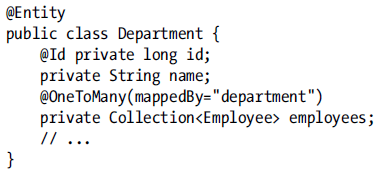 @Entity
public class Department {
    @Id private long id;
    private String name;
    @OneToMany(mappedBy="department")
    private Collection<Employee> employees;
    // ...
}